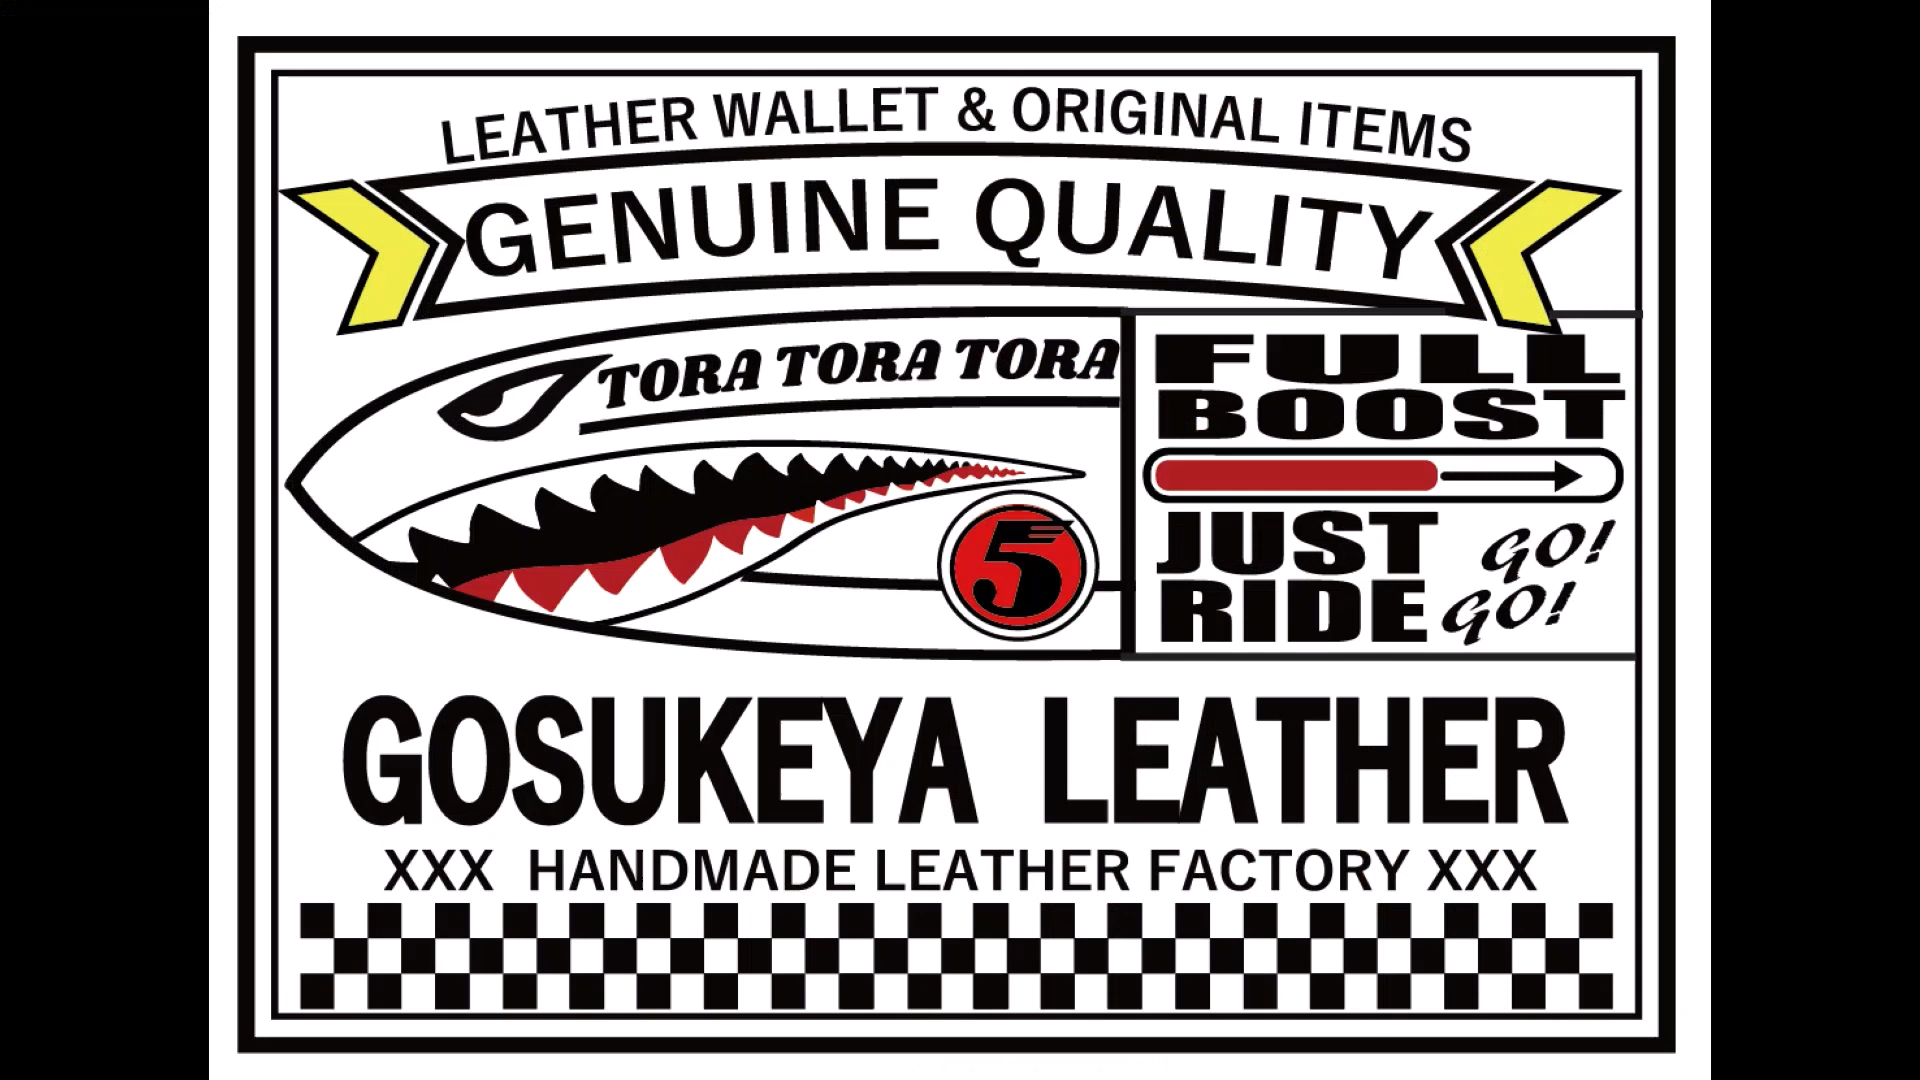 LEATHER WALLET & ORIGINAL ITEMS
GENUINE QUALITY
TORA TORA TORA
5
FULL
BOOST
JUST
RIDE
GO!
GO!
GOSUKEYA LEATHER
XXX HANDMADE LEATHER FACTORY XXX